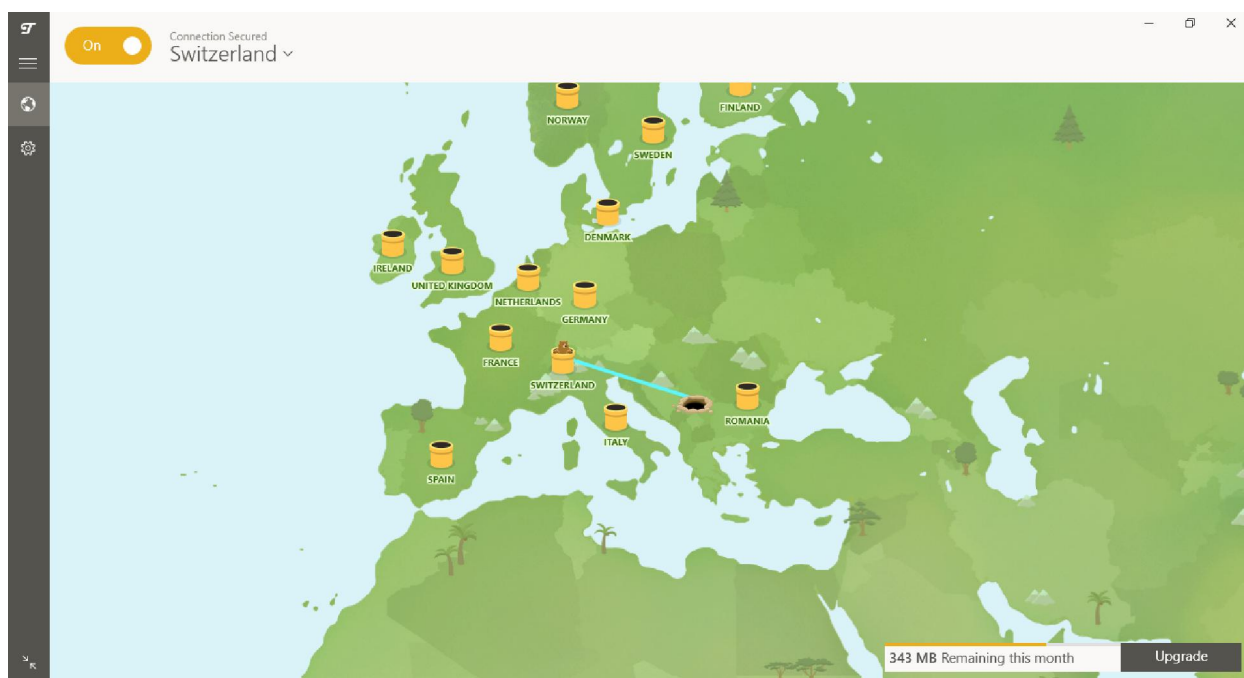 On
Connection Secured
Switzerland
NORWAY
FINLAND
SWEDEN
DENMARK
IRELAND
UNITED KINGDOM
NETHERLANDS
GERMANY
FRANCE
SWITZERLAND
ROMANIA
ITALY
SPAIN
343 MB Remaining this month
Upgrade